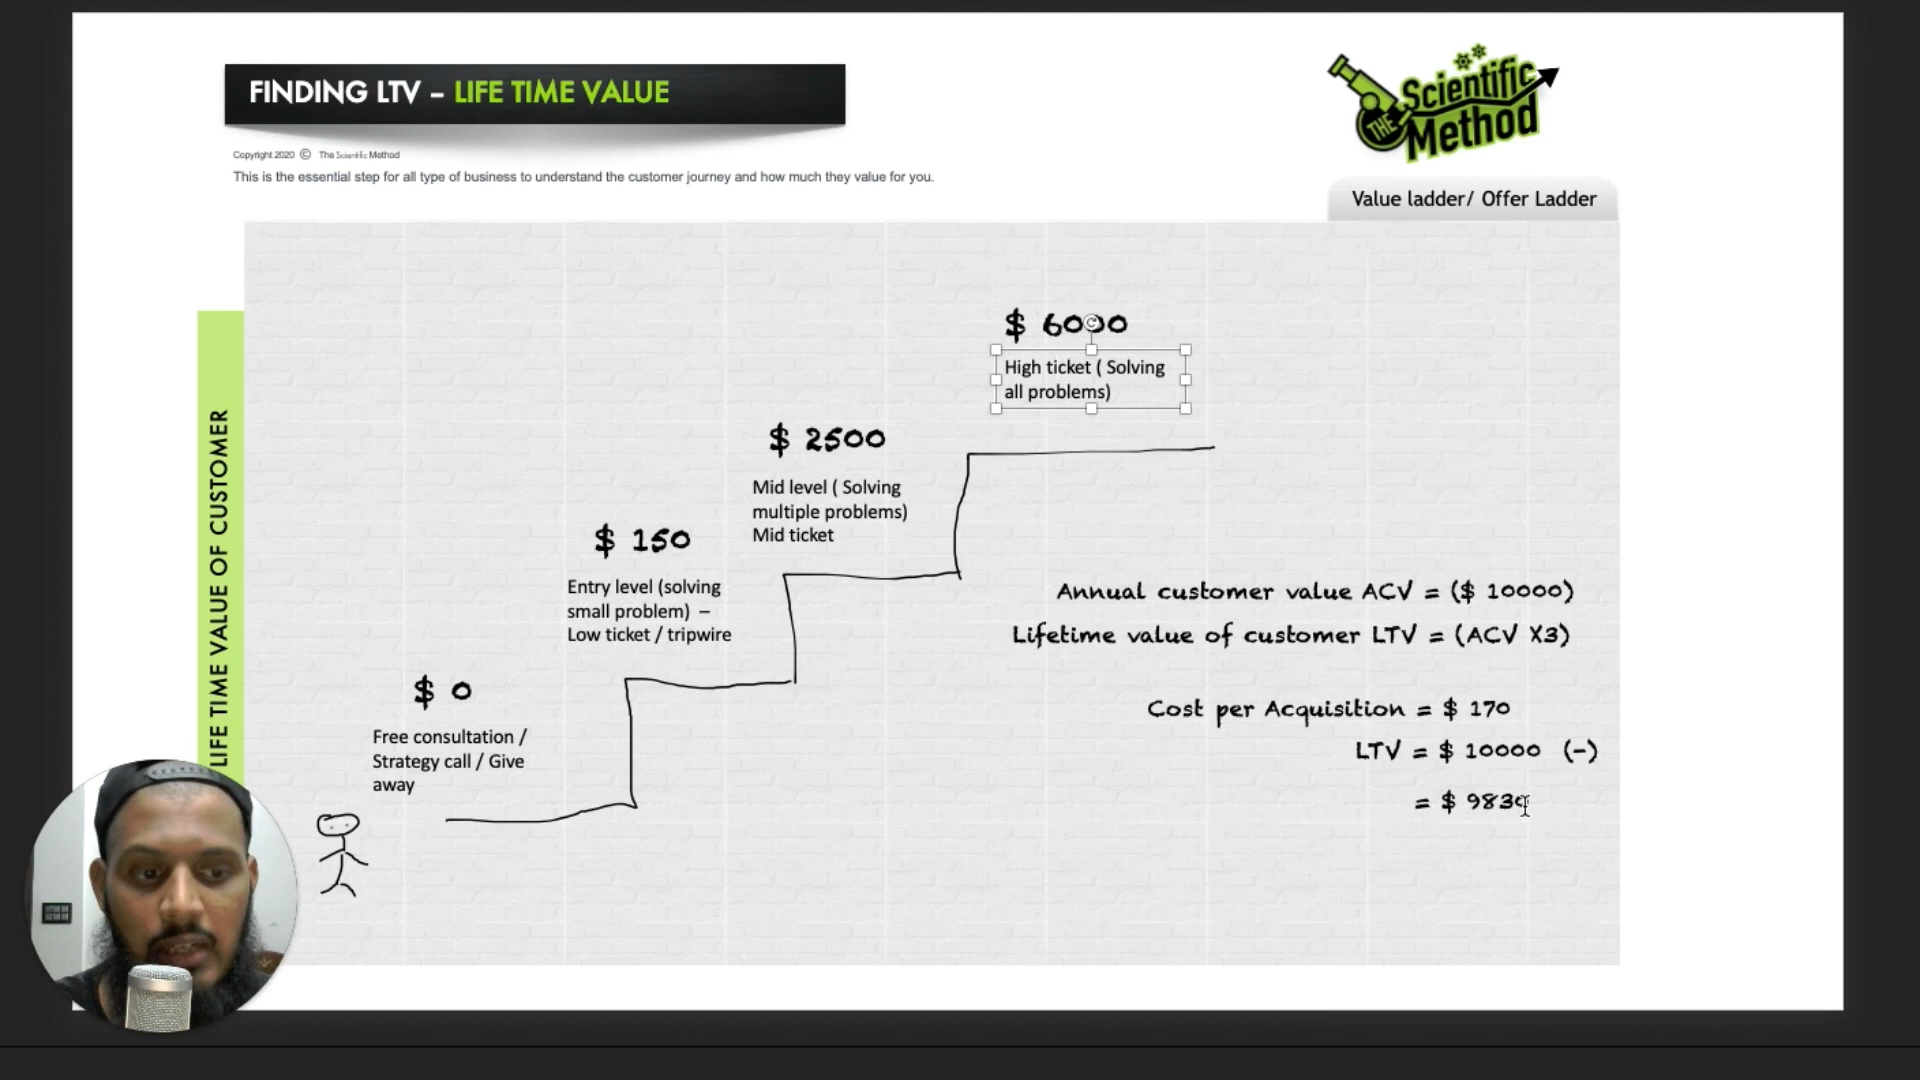 FINDING LTV – LIFE TIME VALUE
THE Scientific Method
Copyright 2020 © The Scientific Method
This is the essential step for all type of business to understand the customer journey and how much they value for you.
Value ladder/ Offer Ladder
LIFE TIME VALUE OF CUSTOMER
$ 6000
High ticket ( Solving
all problems)
$ 2500
Mid level ( Solving
multiple problems)
Mid ticket
$ 150
Entry level (solving
small problem) –
Low ticket / tripwire
$ 0
Free consultation /
Strategy call / Give
away
Annual customer value ACV = ($ 10000)
Lifetime value of customer LTV = (ACV X3)
Cost per Acquisition = $ 170
LTV = $ 10000 (-)
= $ 9830